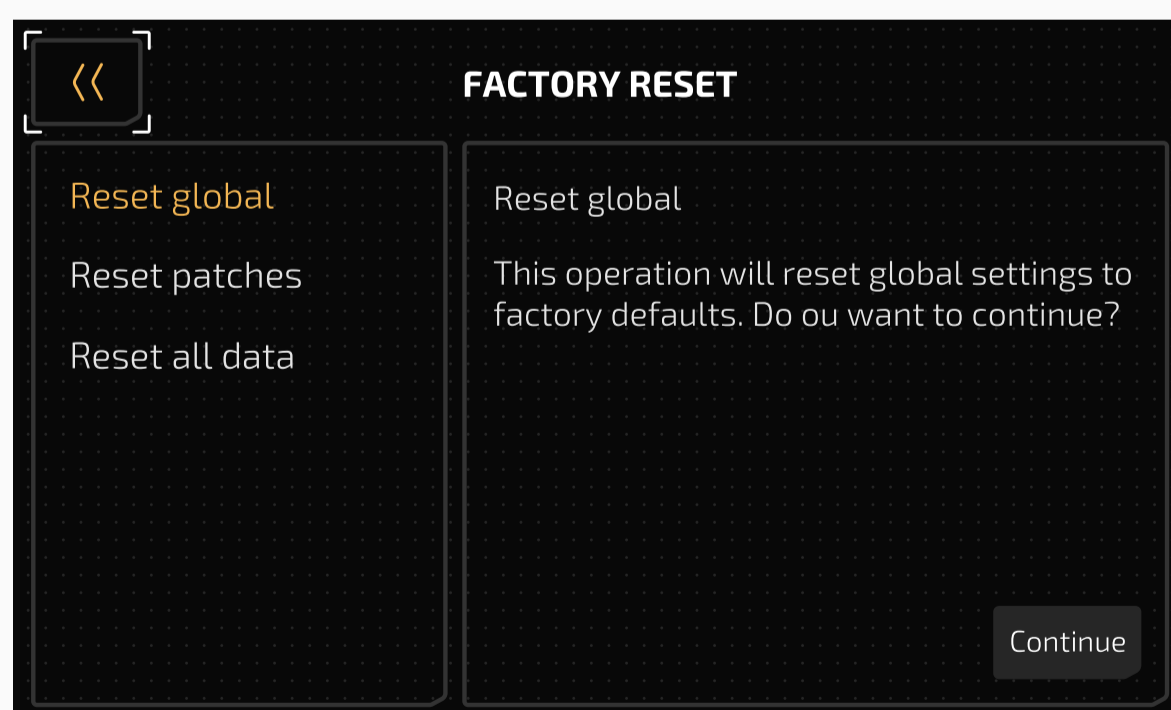 FACTORY RESET
Reset global
Reset patches
Reset all data
Reset global
This operation will reset global settings to
factory defaults. Do ou want to continue?
Continue